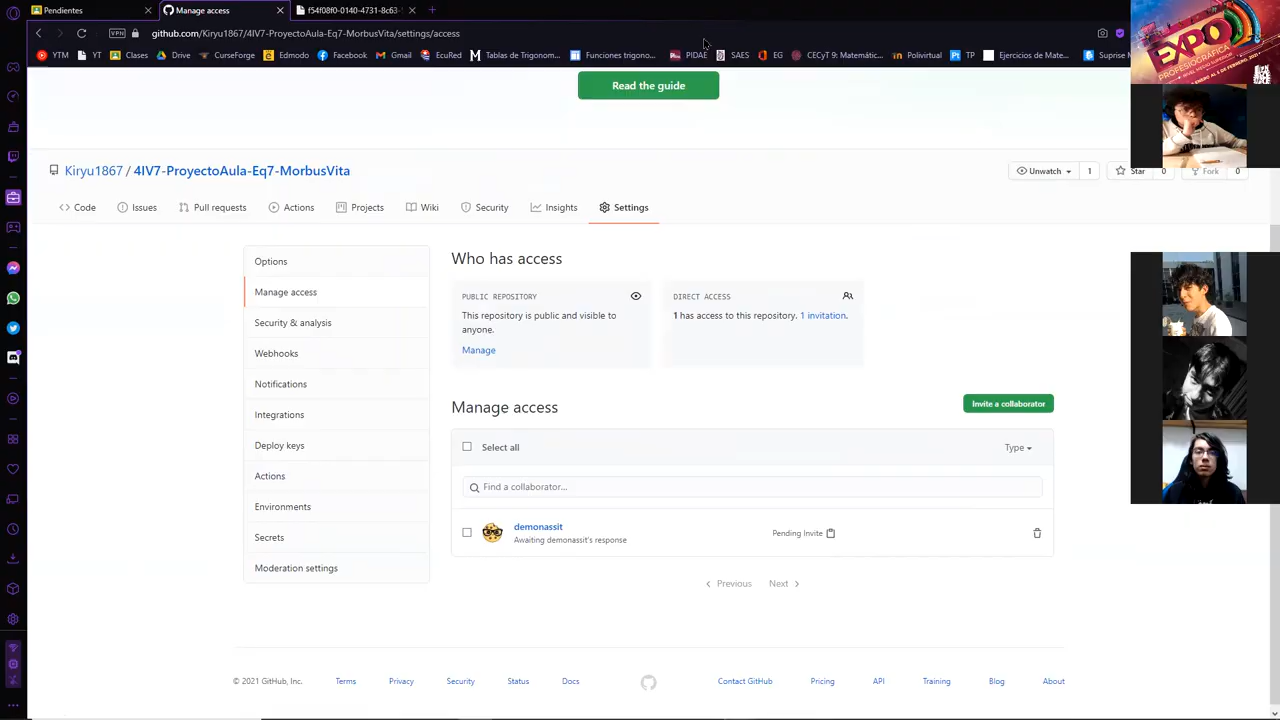 Pendientes
Manage access
f54f08f0-0140-4731-8c63-
VPN
github.com/Kiryu1867/4IV7-ProyectoAula-Eq7-MorbusVita/settings/access
YTM
YT
Clases
Drive
CurseForge
Edmodo
Facebook
Gmail
EcuRed
Tablas de Trigonom...
Funciones trigono...
PIDAE
SAES
EG
CECyT 9: Matemátic...
Polivirtual
TP
Ejercicios de Mate...
Suprise M
EXPO
PROFESIOGRÁFICA
Read the guide
Kiryu1867 / 4IV7-ProyectoAula-Eq7-MorbusVita
Unwatch
1
Star
0
Fork
0
Code
Issues
Pull requests
Actions
Projects
Wiki
Security
Insights
Settings
Options
Manage access
Security & analysis
Webhooks
Notifications
Integrations
Deploy keys
Actions
Environments
Secrets
Moderation settings
Who has access
PUBLIC REPOSITORY
This repository is public and visible to
anyone.
Manage
DIRECT ACCESS
1 has access to this repository. 1 invitation.
Manage access
Invite a collaborator
Select all
Type
Find a collaborator...
demonassit
Awaiting demonassit's response
Pending Invite
Previous
Next
© 2021 GitHub, Inc.
Terms
Privacy
Security
Status
Docs
Contact GitHub
Pricing
API
Training
Blog
About